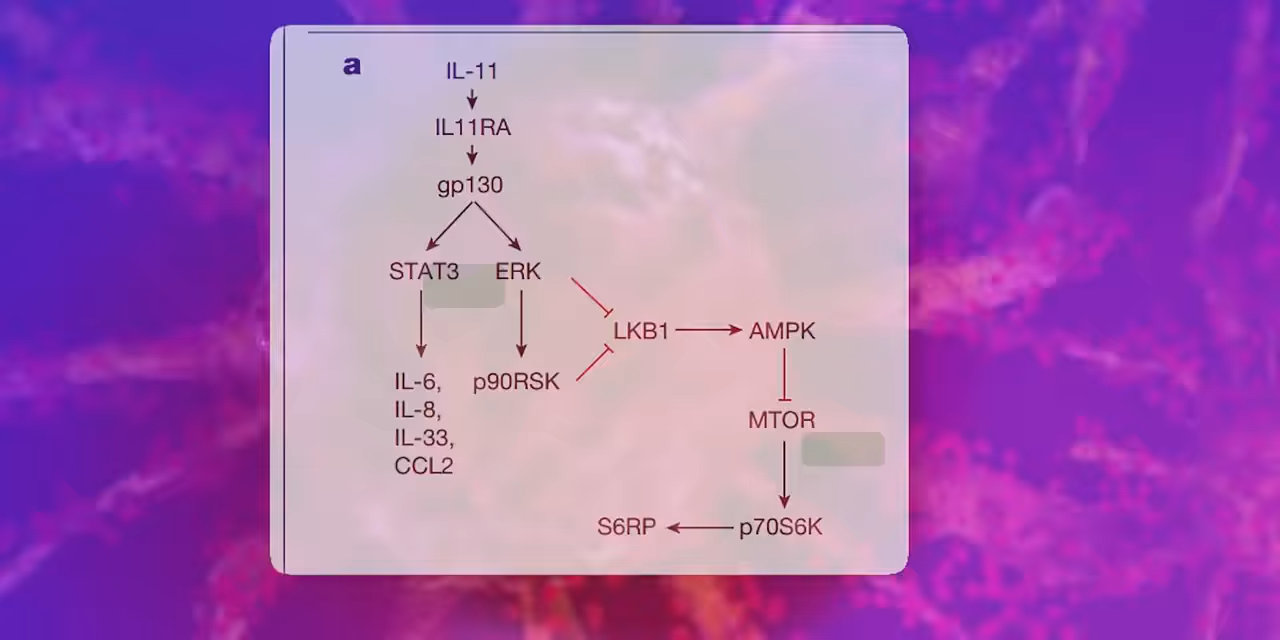 a
IL-11
IL11RA
gp130
STAT3 ERK
LKB1 AMPK
IL-6, p90RSK
IL-8,
IL-33,
CCL2
MTOR
S6RP p70S6K